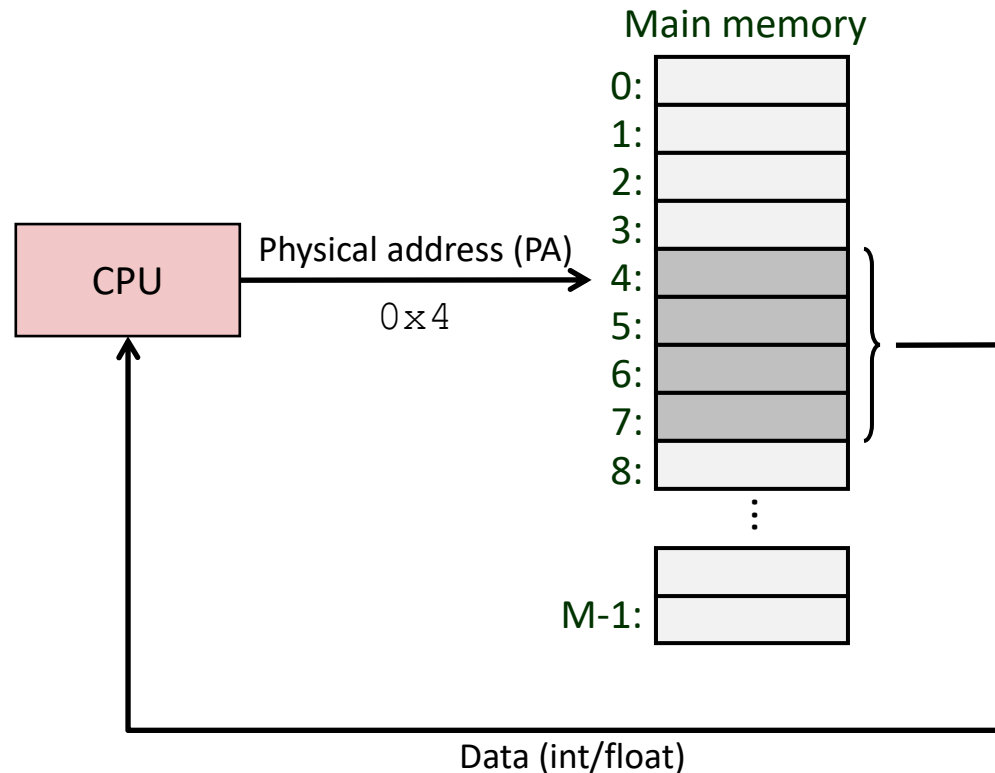 Main memory
0:
1:
2:
3:
Physical address (PA)
CPU
4:
0x4
5:
6:
7:
8:
...
M-1:
Data (int/float)